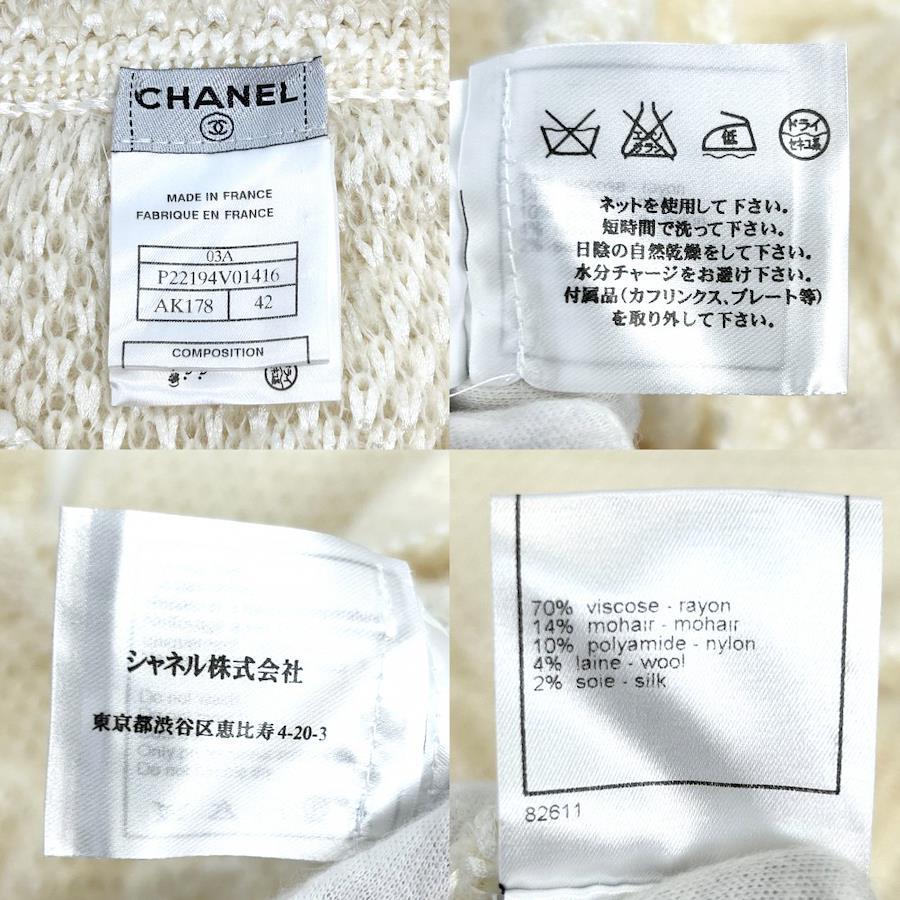 CHANEL
MADE IN FRANCE
FABRIQUE EN FRANCE
03A
P22194V01416
AK178 42
COMPOSITION
エンソ
サラシ
低
ドライ
セキユ系
ネットを使用して下さい。
短時間で洗って下さい。
日陰の自然乾燥をして下さい。
水分チャージをお避け下さい。
付属品(カフリンクス、プレート等)
を取り外して下さい。
シャネル株式会社
東京都渋谷区恵比寿4-20-3
70% viscose - rayon
14% mohair - mohair
10% polyamide - nylon
4% laine - wool
2% soie - silk
82611